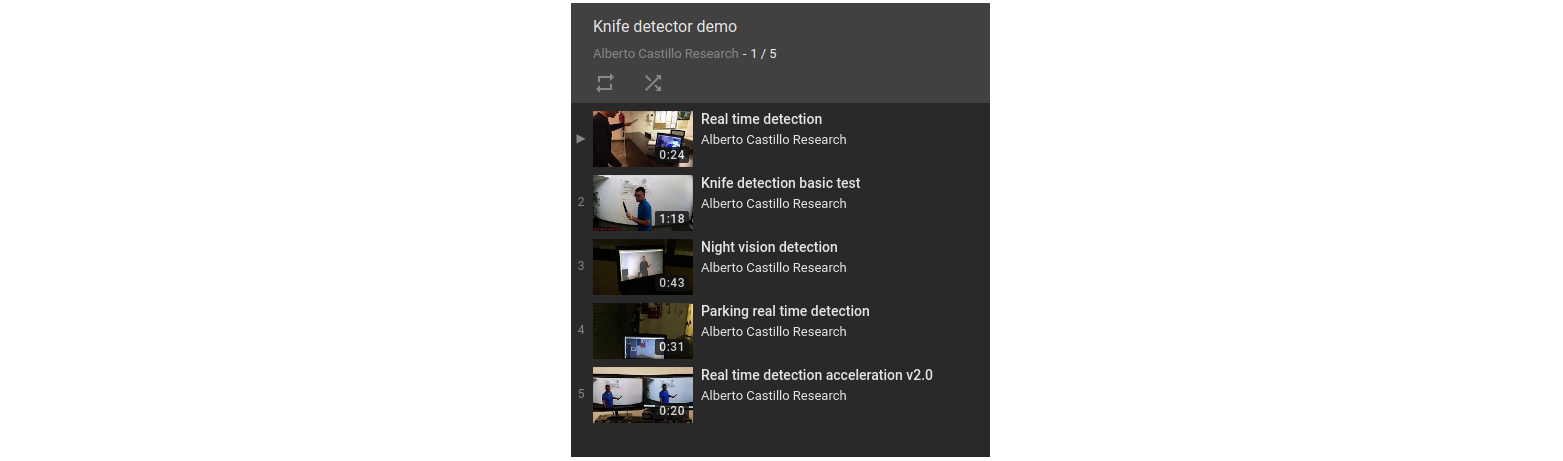 Knife detector demo
Alberto Castillo Research - 1 / 5
Real time detection
Alberto Castillo Research
0:24
2
Knife detection basic test
Alberto Castillo Research
1:18
3
Night vision detection
Alberto Castillo Research
0:43
4
Parking real time detection
Alberto Castillo Research
0:31
5
Real time detection acceleration v2.0
Alberto Castillo Research
0:20